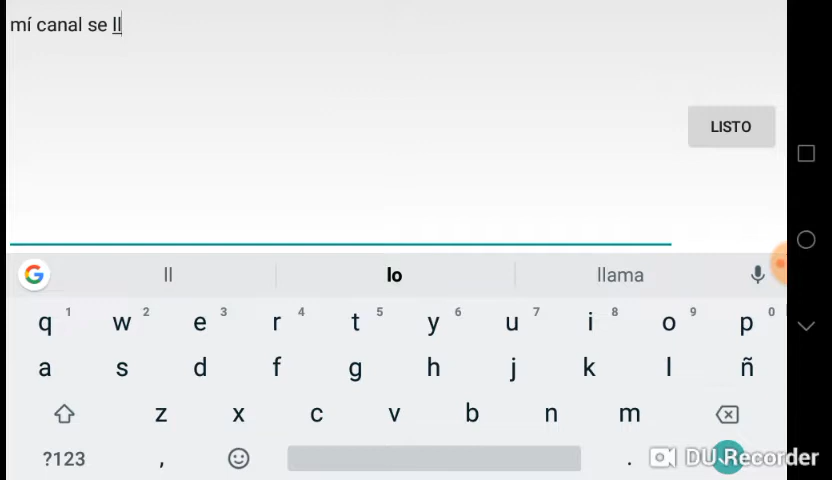 mí canal se ll
LISTO
ll lo llama
q 1 w 2 e 3 r 4 t 5 y 6 u 7 i 8 o 9 p 0
a s d f g h j k l ñ
z x c v b n m
?123 , .
DU Recorder